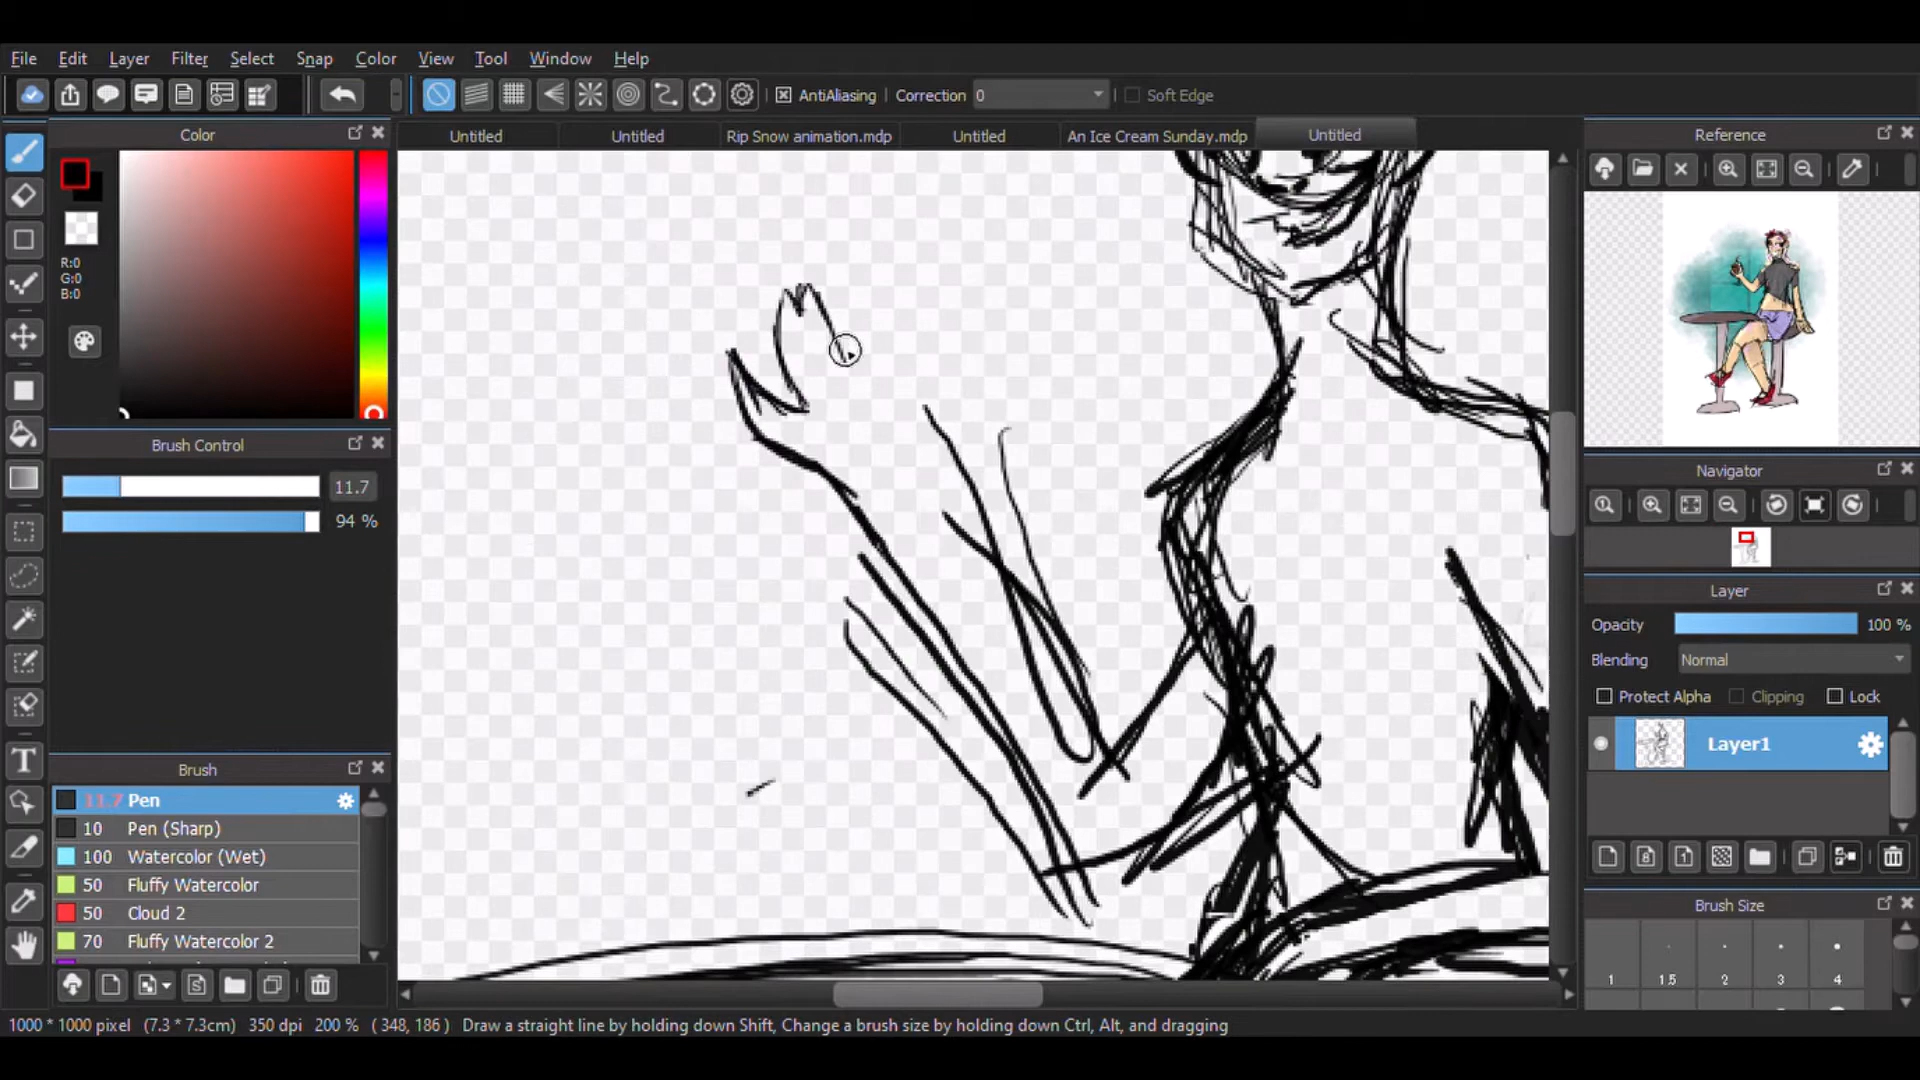 File Edit Layer Filter Select Snap Color View Tool Window Help
AntiAliasing Correction 0 Soft Edge
Color
R:0
G:0
B:0
Brush Control
11.7
94 %
Brush
11.7 Pen
10 Pen (Sharp)
100 Watercolor (Wet)
50 Fluffy Watercolor
50 Cloud 2
70 Fluffy Watercolor 2
Untitled Untitled Rip Snow animation.mdp Untitled An Ice Cream Sunday.mdp Untitled
Reference
Navigator
Layer
Opacity 100 %
Blending Normal
Protect Alpha Clipping Lock
Layer1
Brush Size
1 1.5 2 3 4
1000 * 1000 pixel (7.3 * 7.3cm) 350 dpi 200 % ( 348, 186 ) Draw a straight line by holding down Shift, Change a brush size by holding down Ctrl, Alt, and dragging